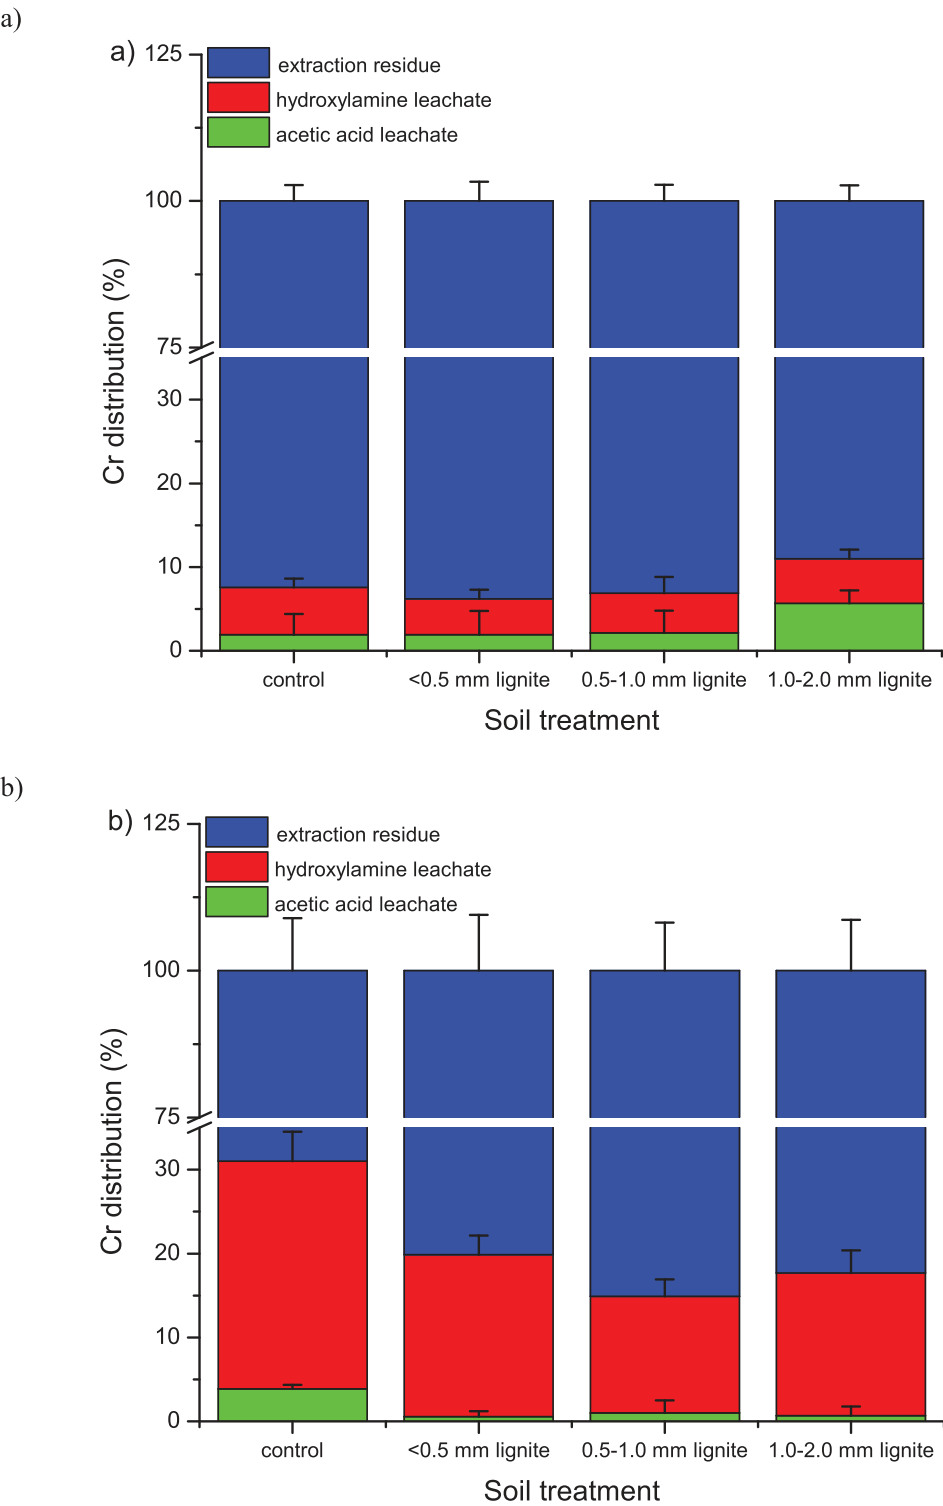 a)
a)
125
extraction residue
hydroxylamine leachate
acetic acid leachate
100
75
30
20
10
0
Cr distribution (%)
control
<0.5 mm lignite
0.5-1.0 mm lignite
1.0-2.0 mm lignite
Soil treatment
b)
b)
125
extraction residue
hydroxylamine leachate
acetic acid leachate
100
75
30
20
10
0
Cr distribution (%)
control
<0.5 mm lignite
0.5-1.0 mm lignite
1.0-2.0 mm lignite
Soil treatment